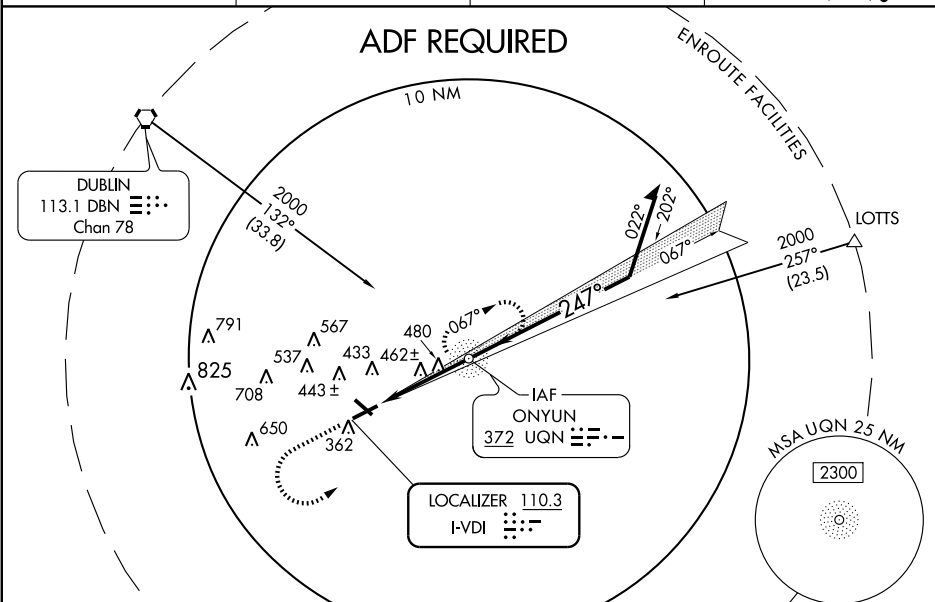 ADF REQUIRED
ENROUTE FACILITIES
10 NM
DUBLIN
113.1 DBN
Chan 78
2000
132°
(33.8)
022°
202°
067°
LOTTS
2000
257°
(23.5)
247°
067°
791
567
480
825
537
433
462±
708
443±
650
362
IAF
ONYUN
372 UQN
LOCALIZER 110.3
I-VDI
MSA UQN 25 NM
2300